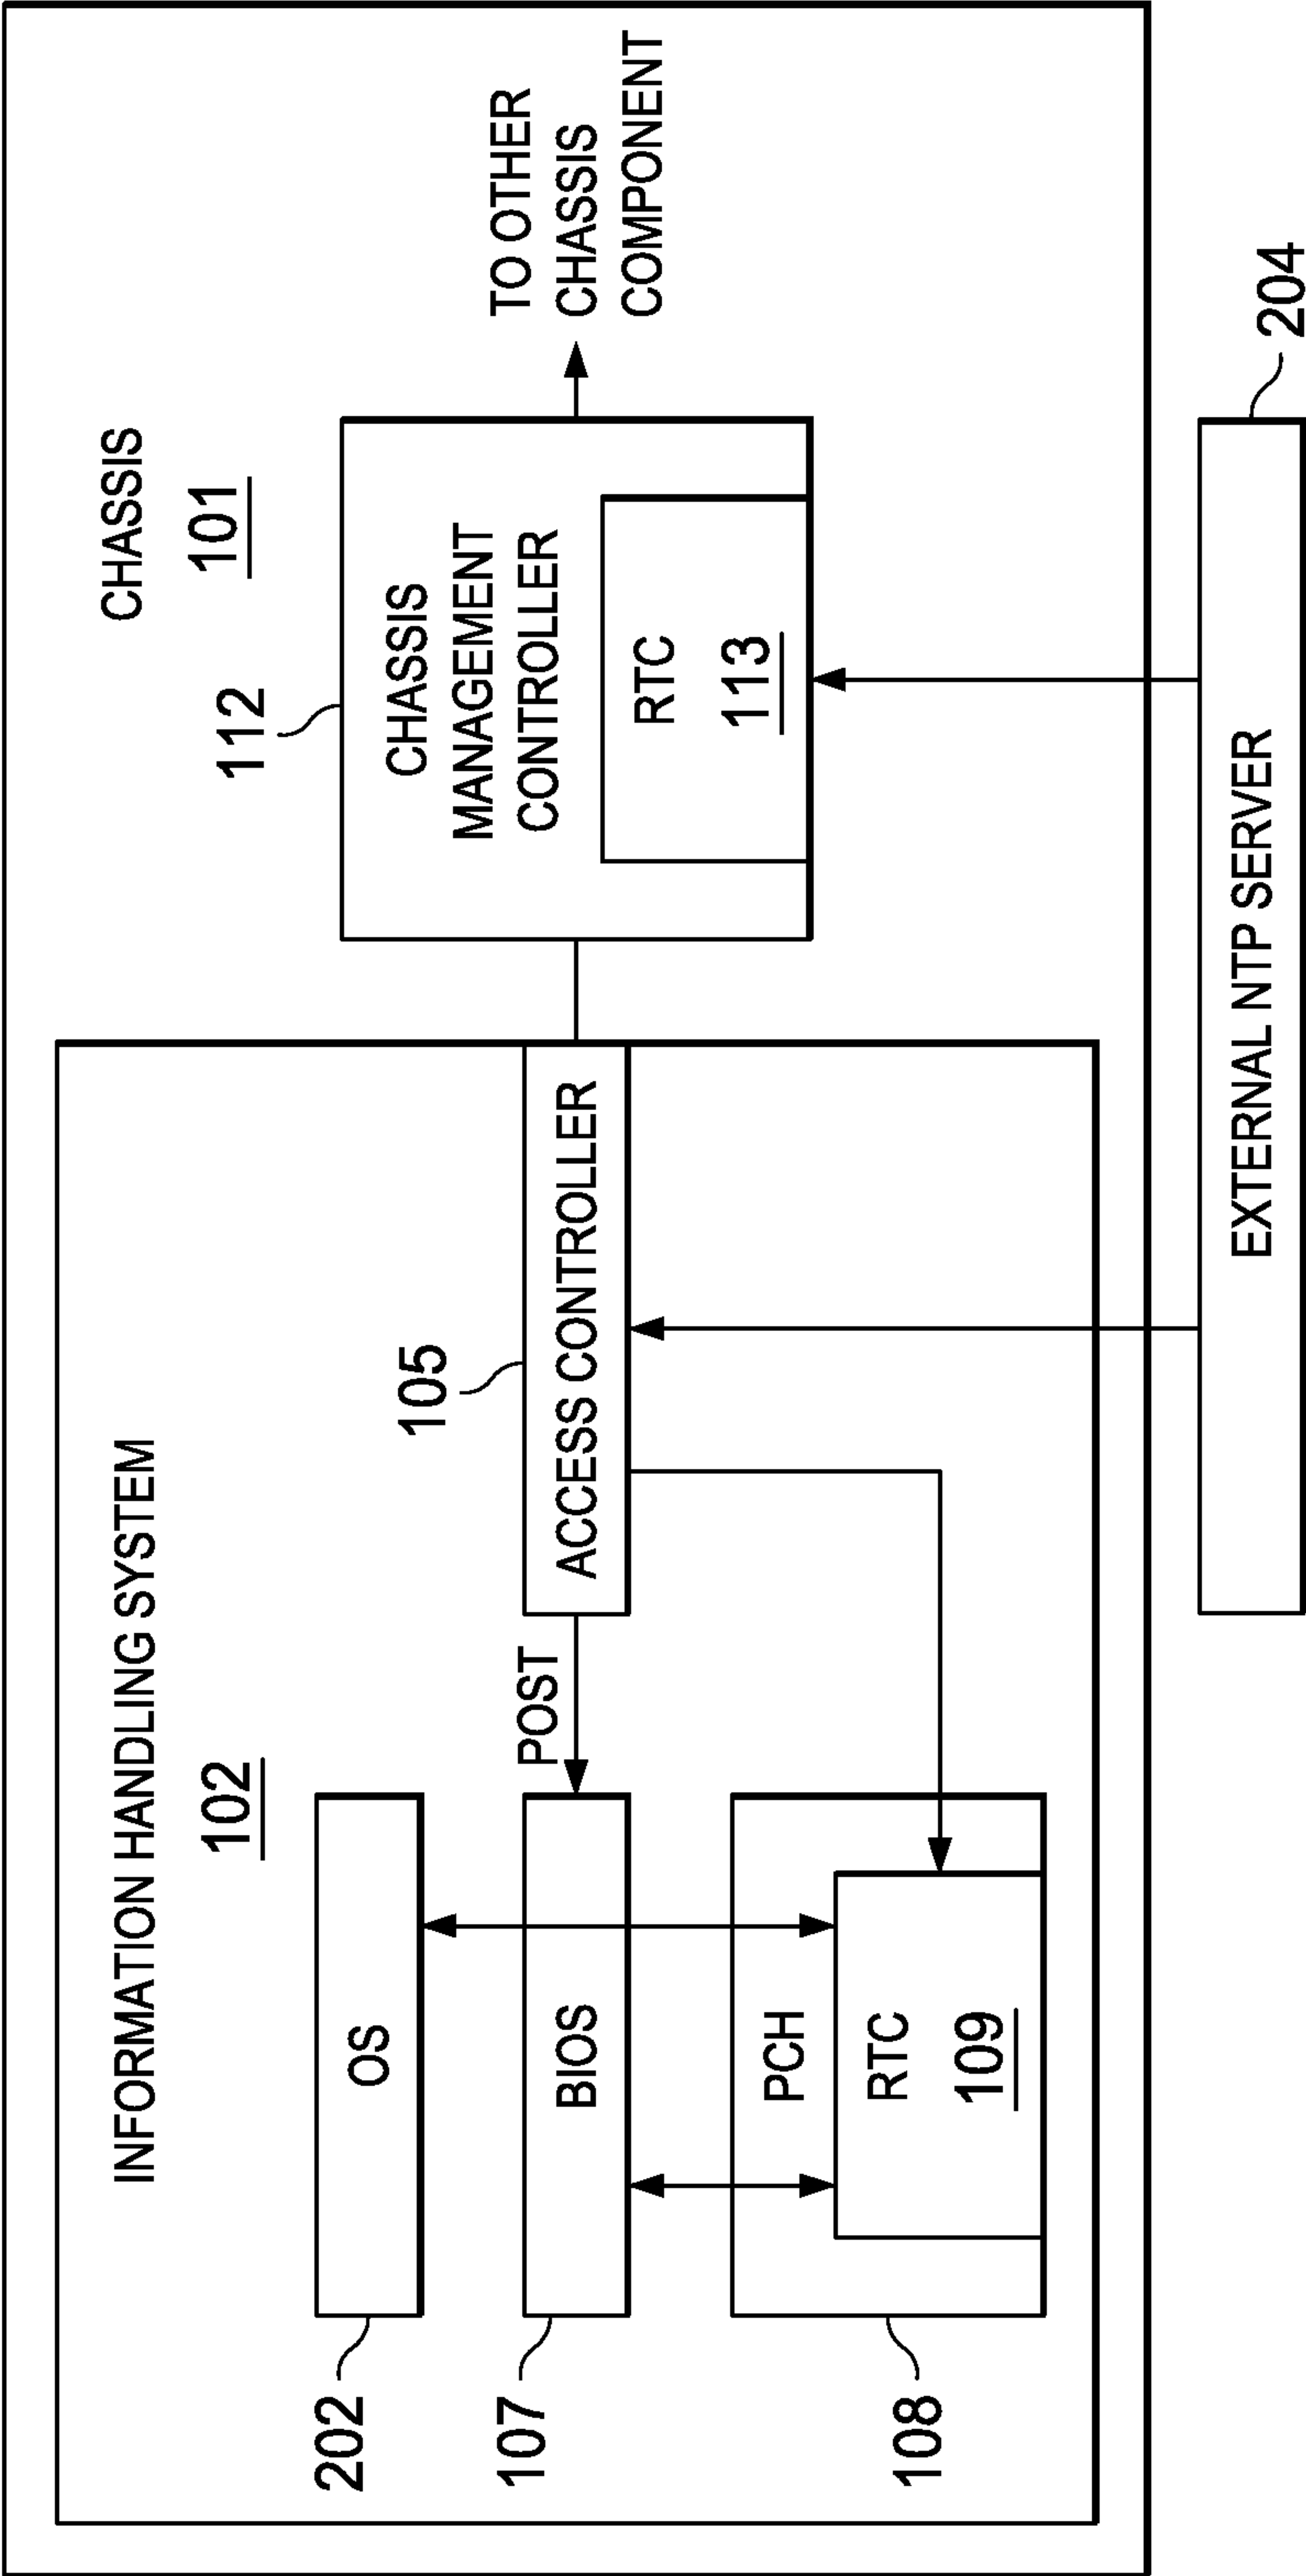 INFORMATION HANDLING SYSTEM
102
CHASSIS
101
202
OS
107
BIOS
POST
105
ACCESS CONTROLLER
108
PCH
RTC
109
112
CHASSIS
MANAGEMENT
CONTROLLER
RTC
113
TO OTHER
CHASSIS
COMPONENT
EXTERNAL NTP SERVER
204